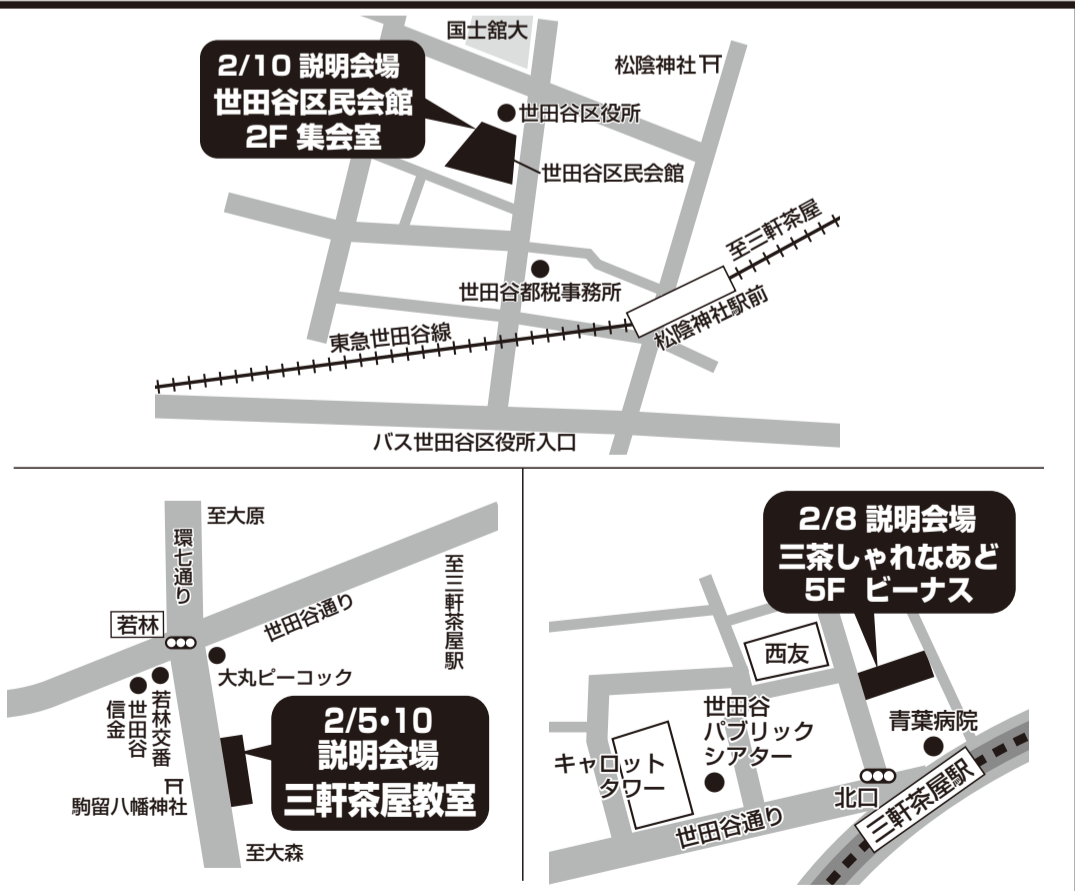 国士舘大
2/10 説明会場
世田谷区民会館
2F 集会室
松陰神社
世田谷区役所
世田谷区民会館
至三軒茶屋
世田谷都税事務所
松陰神社駅前
東急世田谷線
バス世田谷区役所入口
至大原
環七通り
若林
世田谷通り
至三軒茶屋駅
大丸ピーコック
若林交番
世田谷
信金
2/5•10
説明会場
三軒茶屋教室
駒留八幡神社
至大森
2/8 説明会場
三茶しゃれなあど
5F ビーナス
西友
世田谷
パブリック
シアター
青葉病院
キャロット
タワー
北口
世田谷通り
三軒茶屋駅